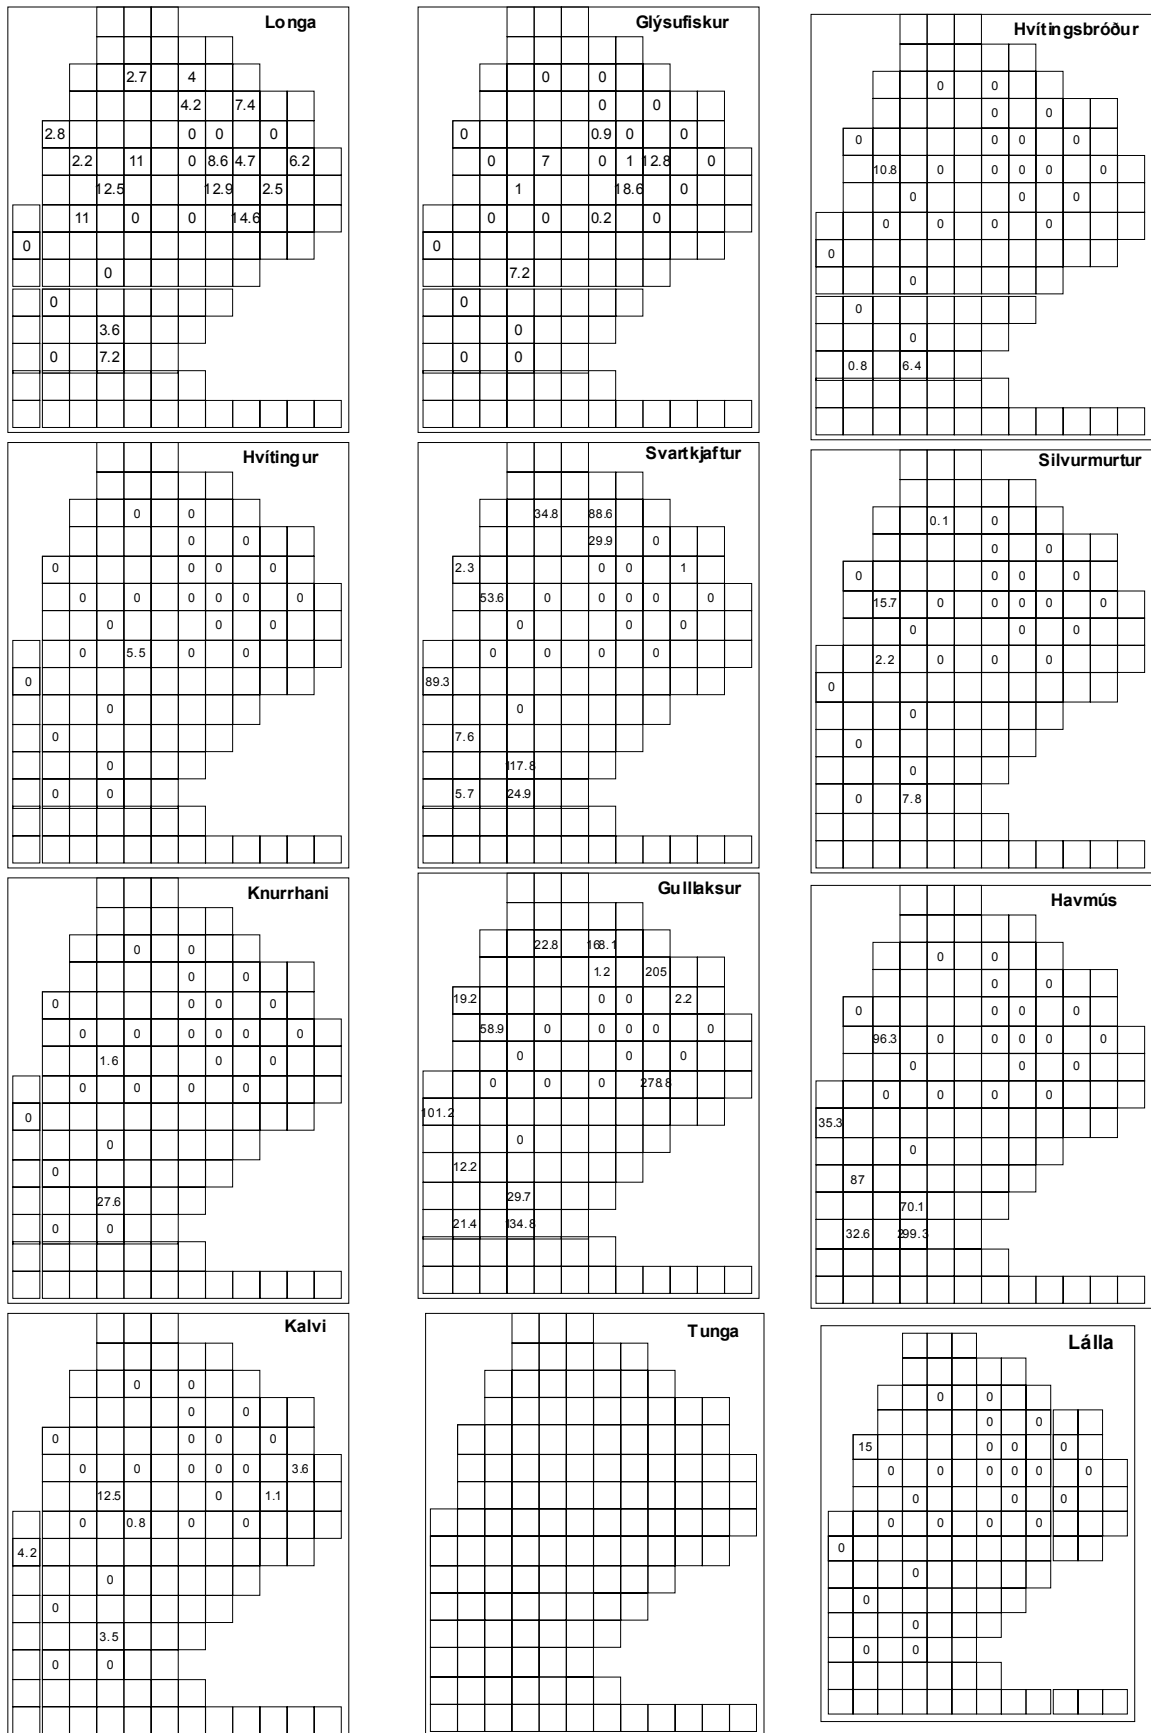 Longa
2.7 4
4.2 7.4
2.8 0 0 0
2.2 11 0 8.6 4.7 6.2
12.5 12.9 2.5
11 0 0 14.6
0
0
0
3.6
0 7.2
Glýsufiskur
0 0
0 0
0 0.9 0 0
0 7 0 1 12.8 0
1 18.6 0
0 0 0.2 0
0
7.2
0
0
0 0
Hvítingsbróður
0 0
0 0
0 0 0 0
10.8 0 0 0 0 0
0 0 0
0 0 0 0
0
0
0
0
0.8 6.4
Hvítingur
0 0
0 0
0 0 0 0
0 0 0 0 0 0
0 0 0
0 5.5 0 0
0
0
0
0
0 0
Svartkjaftur
34.8 88.6
29.9 0
2.3 0 0 1
53.6 0 0 0 0 0
0 0 0
0 0 0 0
89.3
0
7.6
117.8
5.7 24.9
Silvurmurtur
0.1 0
0 0
0 0 0 0
15.7 0 0 0 0 0
0 0 0
2.2 0 0 0
0
0
0
0
0 7.8
Knurrhani
0 0
0 0
0 0 0 0
0 0 0 0 0 0
1.6 0 0
0 0 0 0
0
0
0
27.6
0 0
Gulllaksur
22.8 168.1
1.2 205
19.2 0 0 2.2
58.9 0 0 0 0 0
0 0 0
0 0 0 278.8
101.2
0
12.2
29.7
21.4 134.8
Havmús
0 0
0 0
0 0 0 0
96.3 0 0 0 0 0
0 0 0
0 0 0 0
35.3
0
87
70.1
32.6 299.3
Kalvi
0 0
0 0
0 0 0 0
0 0 0 0 0 3.6
12.5 0 1.1
0 0.8 0 0
4.2
0
0
3.5
0 0
Tunga
Lálla
0 0
0 0
15 0 0 0
0 0 0 0 0 0
0 0 0
0 0 0 0
0
0
0
0
0 0